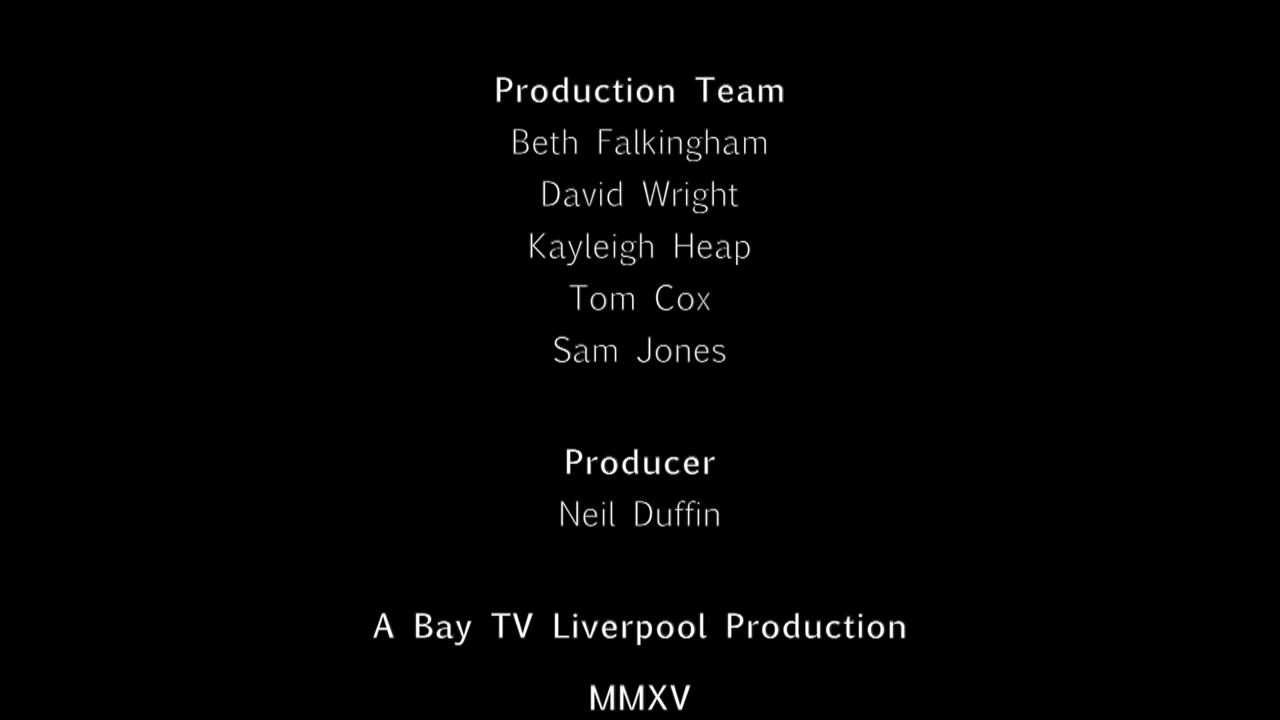 Production Team
Beth Falkingham
David Wright
Kayleigh Heap
Tom Cox
Sam Jones
Producer
Neil Duffin
A Bay TV Liverpool Production
MMXV